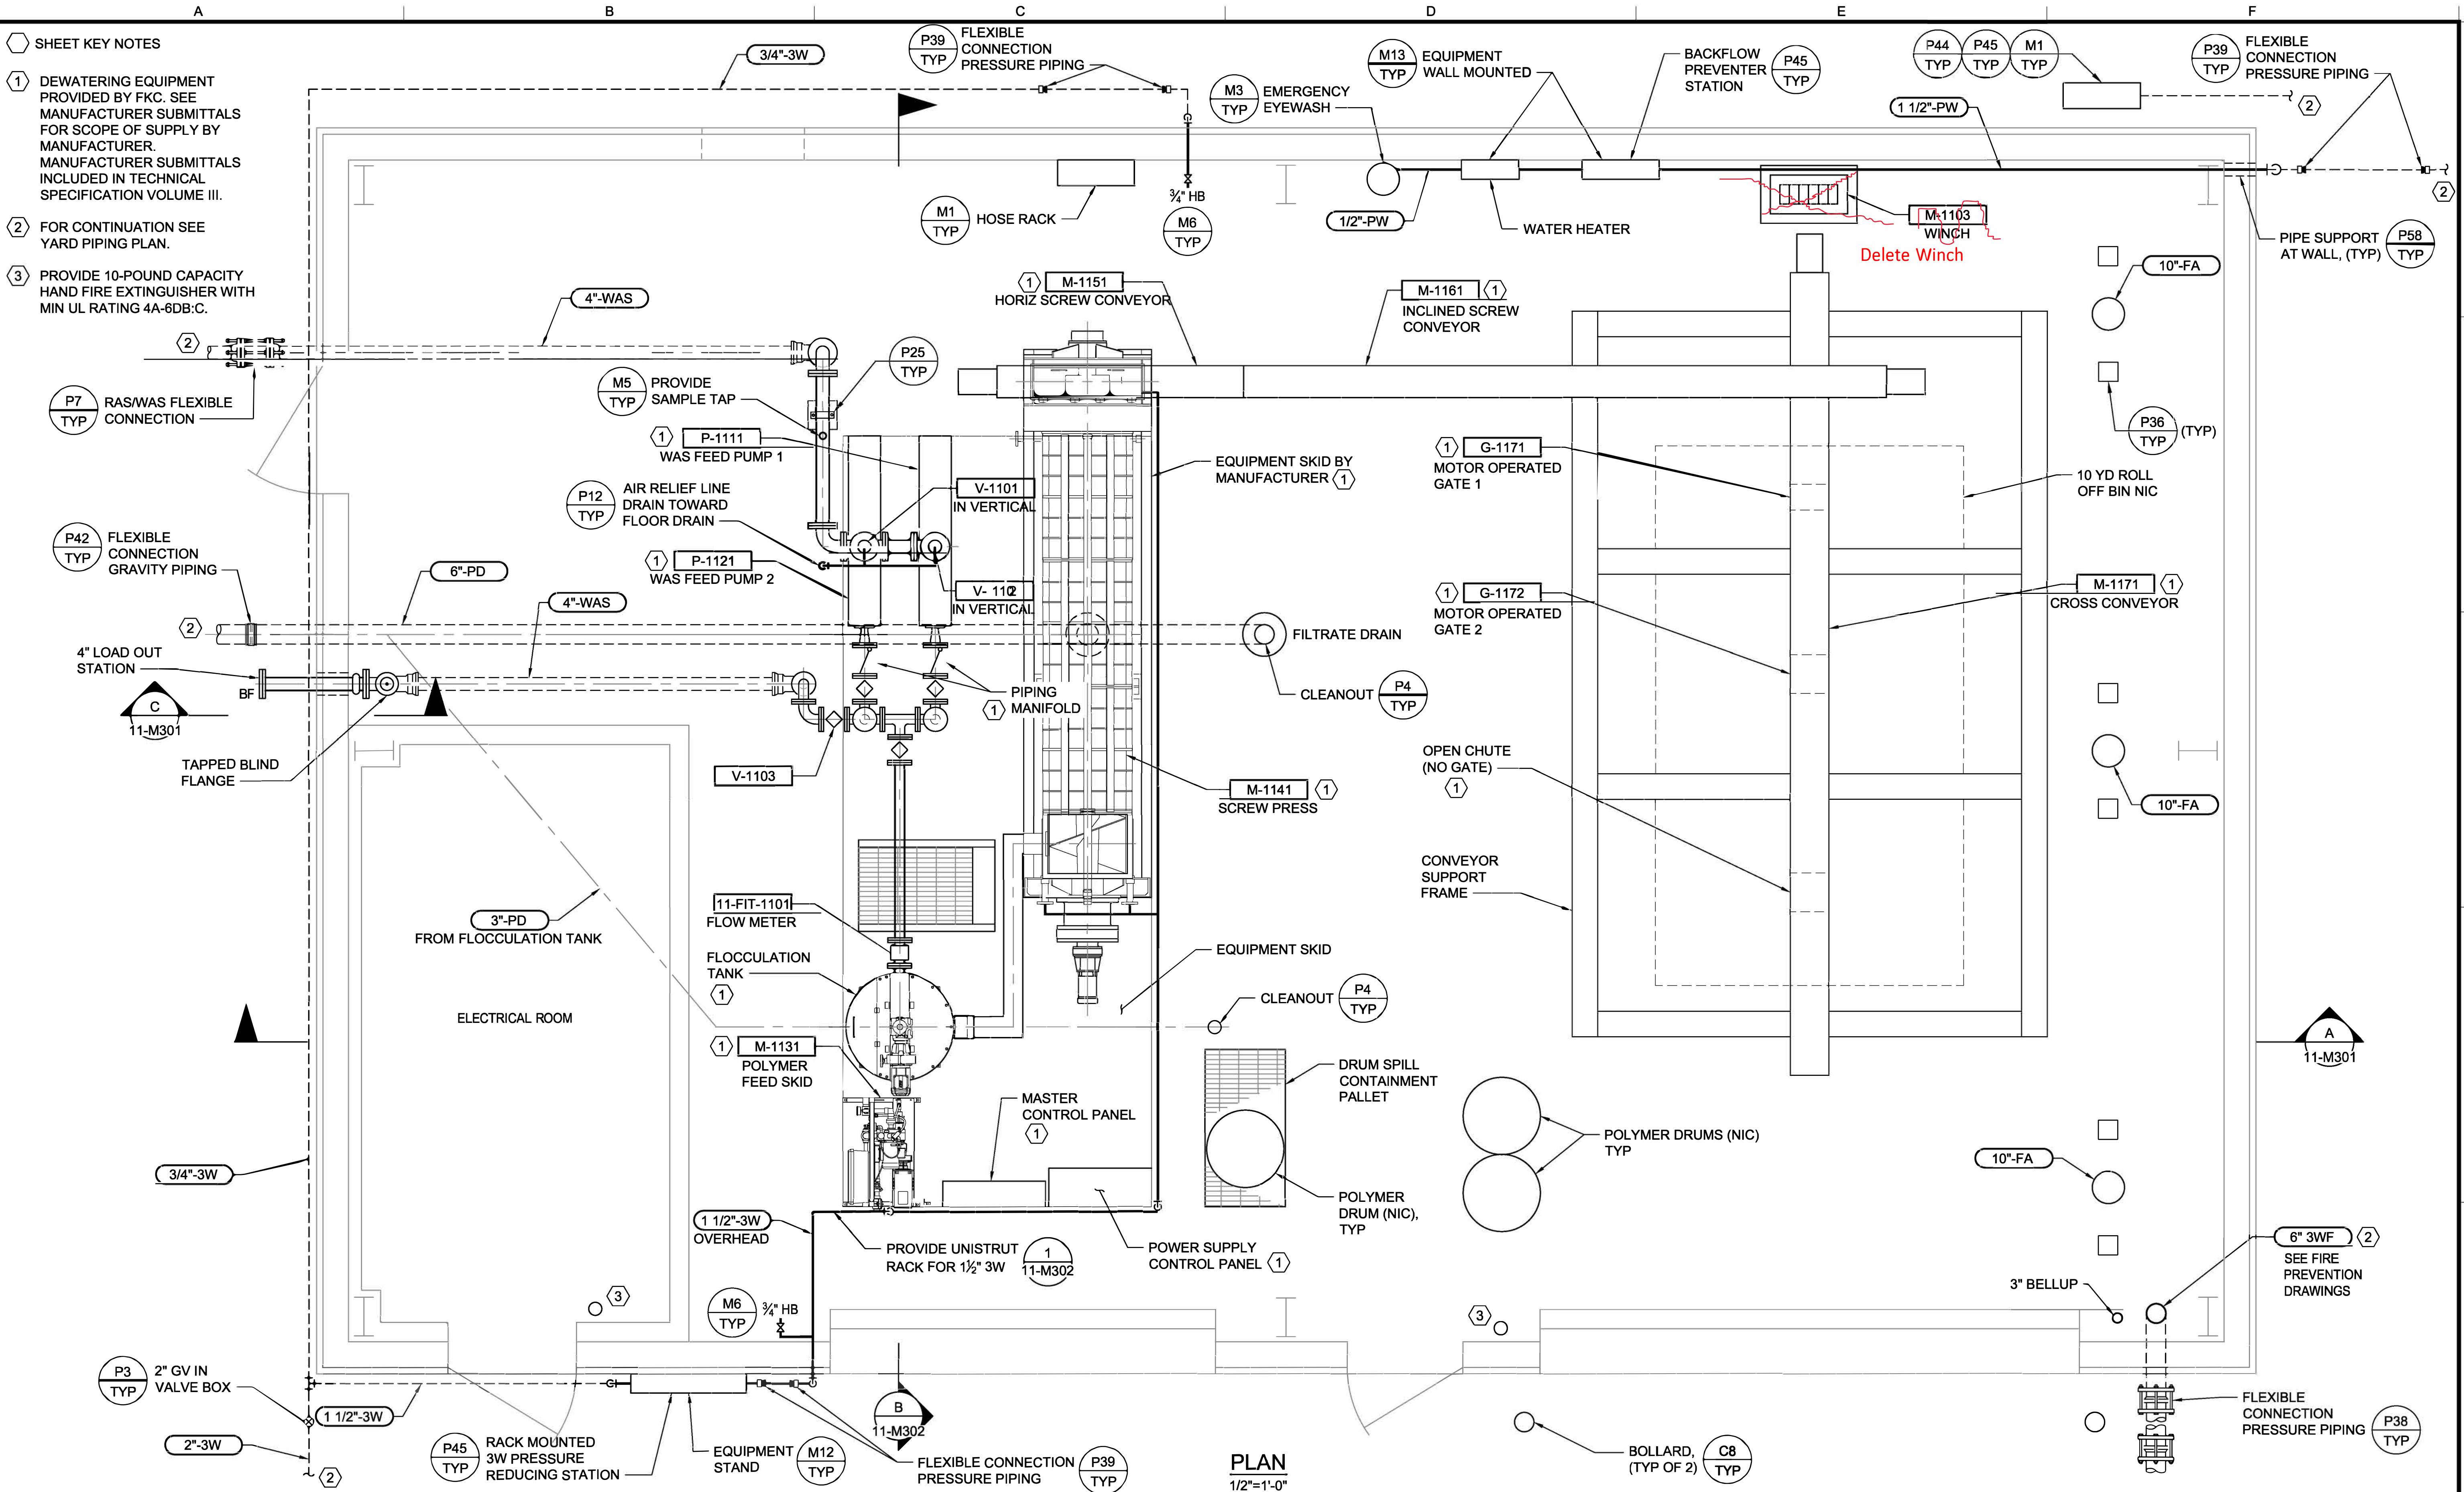 A
B
C
D
E
F
SHEET KEY NOTES
1
DEWATERING EQUIPMENT
PROVIDED BY FKC. SEE
MANUFACTURER SUBMITTALS
FOR SCOPE OF SUPPLY BY
MANUFACTURER.
MANUFACTURER SUBMITTALS
INCLUDED IN TECHNICAL
SPECIFICATION VOLUME III.
2
FOR CONTINUATION SEE
YARD PIPING PLAN.
3
PROVIDE 10-POUND CAPACITY
HAND FIRE EXTINGUISHER WITH
MIN UL RATING 4A-6DB:C.
3/4"-3W
P39
TYP
FLEXIBLE
CONNECTION
PRESSURE PIPING
M13
TYP
EQUIPMENT
WALL MOUNTED
BACKFLOW
PREVENTER
STATION
P45
TYP
P44
TYP
P45
TYP
M1
TYP
P39
TYP
FLEXIBLE
CONNECTION
PRESSURE PIPING
M3
TYP
EMERGENCY
EYEWASH
1 1/2"-PW
2
2
M1
TYP
HOSE RACK
3/4" HB
M6
TYP
1/2"-PW
WATER HEATER
M-1103
WINCH
Delete Winch
PIPE SUPPORT
AT WALL, (TYP)
P58
TYP
10"-FA
4"-WAS
1
M-1151
HORIZ SCREW CONVEYOR
M-1161
1
INCLINED SCREW
CONVEYOR
2
P7
TYP
RAS/WAS FLEXIBLE
CONNECTION
M5
TYP
PROVIDE
SAMPLE TAP
P25
TYP
P36
TYP
(TYP)
1
P-1111
WAS FEED PUMP 1
EQUIPMENT SKID BY
MANUFACTURER
1
1
G-1171
MOTOR OPERATED
GATE 1
10 YD ROLL
OFF BIN NIC
P12
TYP
AIR RELIEF LINE
DRAIN TOWARD
FLOOR DRAIN
V-1101
IN VERTICAL
P42
TYP
FLEXIBLE
CONNECTION
GRAVITY PIPING
6"-PD
1
P-1121
WAS FEED PUMP 2
V-1102
IN VERTICAL
4"-WAS
1
G-1172
MOTOR OPERATED
GATE 2
M-1171
1
CROSS CONVEYOR
2
FILTRATE DRAIN
4" LOAD OUT
STATION
BF
C
11-M301
PIPING
MANIFOLD
1
CLEANOUT
P4
TYP
TAPPED BLIND
FLANGE
V-1103
OPEN CHUTE
(NO GATE)
1
M-1141
1
SCREW PRESS
10"-FA
CONVEYOR
SUPPORT
FRAME
3"-PD
FROM FLOCCULATION TANK
11-FIT-1101
FLOW METER
FLOCCULATION
TANK
1
EQUIPMENT SKID
CLEANOUT
P4
TYP
ELECTRICAL ROOM
1
M-1131
POLYMER
FEED SKID
A
11-M301
DRUM SPILL
CONTAINMENT
PALLET
MASTER
CONTROL PANEL
1
POLYMER DRUMS (NIC)
TYP
10"-FA
3/4"-3W
POLYMER
DRUM (NIC),
TYP
1 1/2"-3W
OVERHEAD
PROVIDE UNISTRUT
RACK FOR 1½" 3W
1
11-M302
POWER SUPPLY
CONTROL PANEL
1
6" 3WF
2
SEE FIRE
PREVENTION
DRAWINGS
3" BELLUP
3
M6
TYP
3/4" HB
3
P3
TYP
2" GV IN
VALVE BOX
1 1/2"-3W
2"-3W
2
P45
TYP
RACK MOUNTED
3W PRESSURE
REDUCING STATION
EQUIPMENT
STAND
M12
TYP
B
11-M302
FLEXIBLE CONNECTION
PRESSURE PIPING
P39
TYP
PLAN
1/2"=1'-0"
BOLLARD,
(TYP OF 2)
C8
TYP
FLEXIBLE
CONNECTION
PRESSURE PIPING
P38
TYP